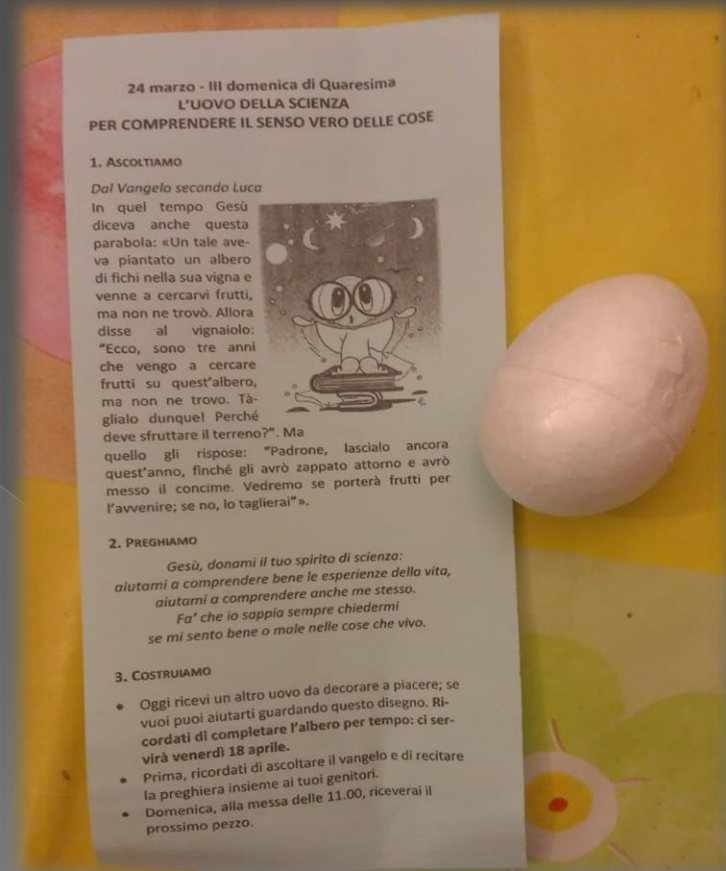 24 marzo - III domenica di Quaresima
L'UOVO DELLA SCIENZA
PER COMPRENDERE IL SENSO VERO DELLE COSE
1. ASCOLTIAMO
Dal Vangelo secondo Luca
In quel tempo Gesù
diceva anche questa
parabola: «Un tale ave-
va piantato un albero
di fichi nella sua vigna e
venne a cercarvi frutti,
ma non ne trovò. Allora
disse al vignaiolo:
"Ecco, sono tre anni
che vengo a cercare
frutti su quest'albero,
ma non ne trovo. Tà-
glialo dunque! Perché
deve sfruttare il terreno?". Ma
quello gli rispose: "Padrone, lascialo ancora
quest'anno, finché gli avrò zappato attorno e avrò
messo il concime. Vedremo se porterà frutti per
l'avvenire; se no, lo taglierai"».
2. PREGHIAMO
Gesù, donami il tuo spirito di scienza:
aiutami a comprendere bene le esperienze della vita,
aiutami a comprendere anche me stesso.
Fa' che io sappia sempre chiedermi
se mi sento bene o male nelle cose che vivo.
3. COSTRUIAMO
• Oggi ricevi un altro uovo da decorare a piacere; se
vuoi puoi aiutarti guardando questo disegno. Ri-
cordati di completare l'albero per tempo: ci ser-
virà venerdì 18 aprile.
• Prima, ricordati di ascoltare il vangelo e di recitare
la preghiera insieme ai tuoi genitori.
• Domenica, alla messa delle 11.00, riceverai il
prossimo pezzo.